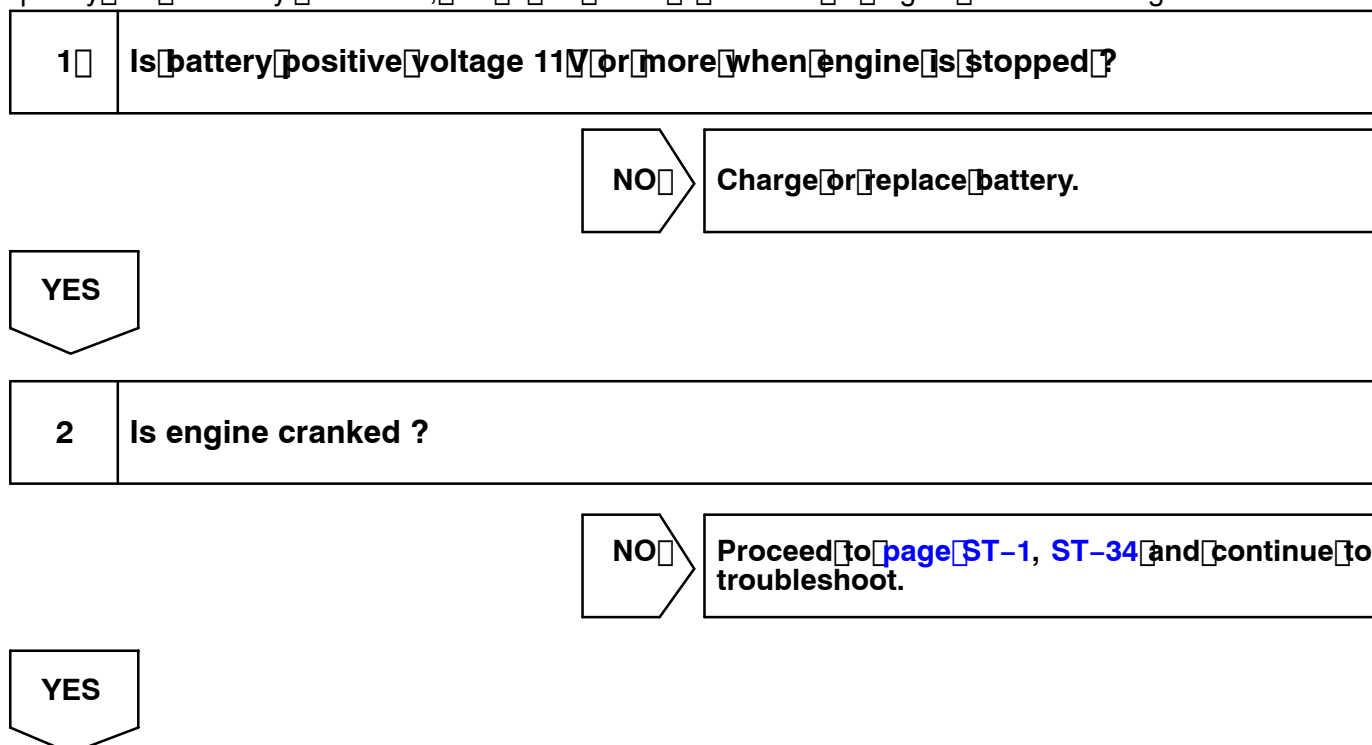 1
Is battery positive voltage 11V or more when engine is stopped ?
NO
Charge or replace battery.
YES
2
Is engine cranked ?
NO
Proceed to page ST–1, ST–34 and continue to
troubleshoot.
YES